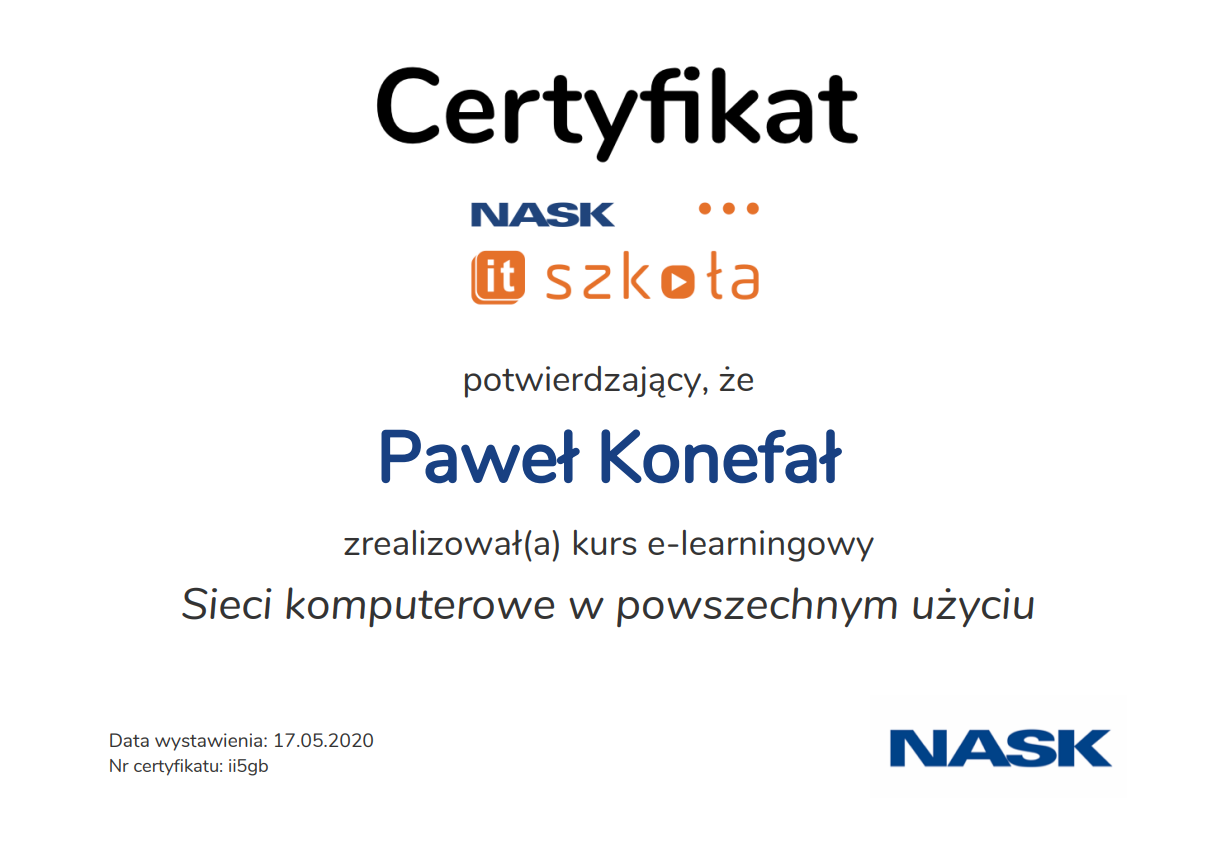 Certyfikat
NASK
it szkoła
potwierdzający, że
Paweł Konefał
zrealizował(a) kurs e-learningowy
Sieci komputerowe w powszechnym użyciu
Data wystawienia: 17.05.2020
Nr certyfikatu: ii5gb
NASK